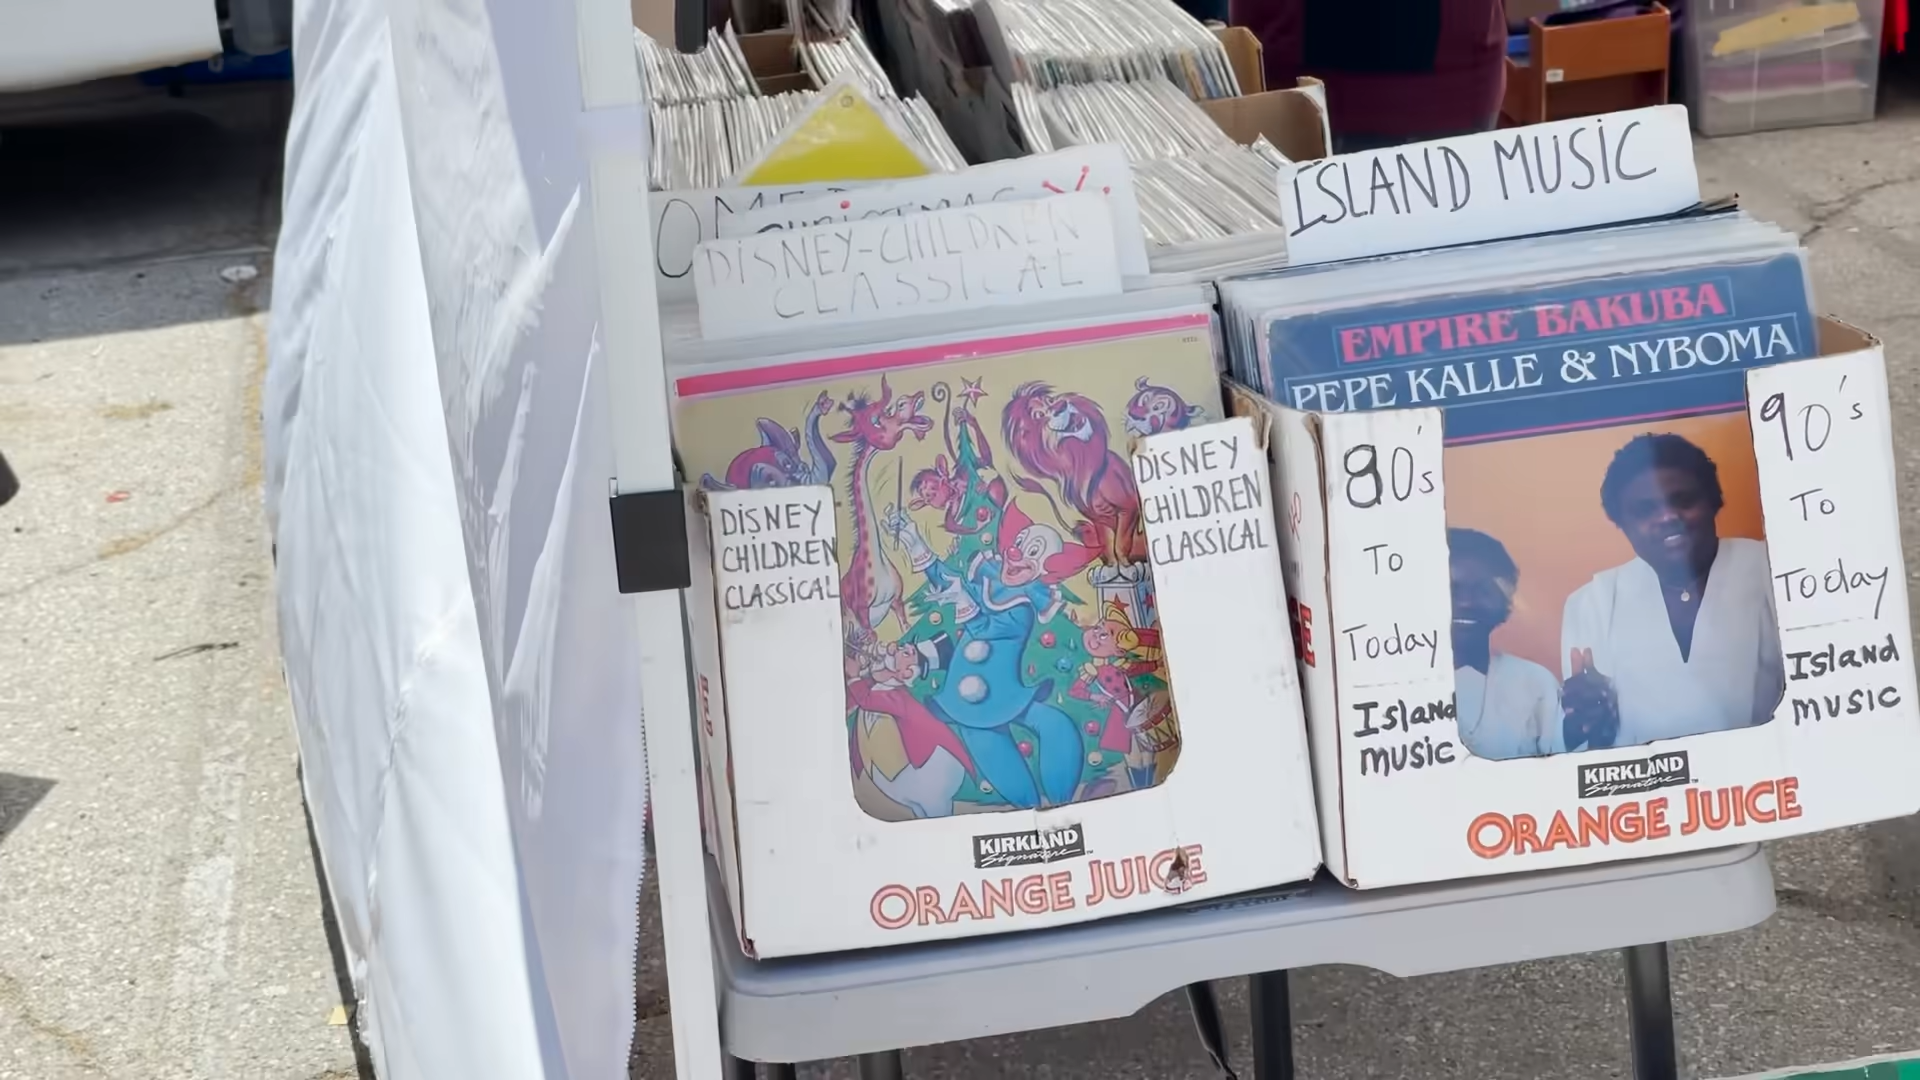 ISLAND MUSIC
CHRISTMAS
DISNEY-CHILDREN
CLASSICAL
EMPIRE BAKUBA
PEPE KALLE & NYBOMA
DISNEY
CHILDREN
CLASSICAL
DISNEY
CHILDREN
CLASSICAL
80's
To
Today
Island
music
90's
To
Today
Island
music
KIRKLAND
Signature
ORANGE JUICE
KIRKLAND
Signature
ORANGE JUICE